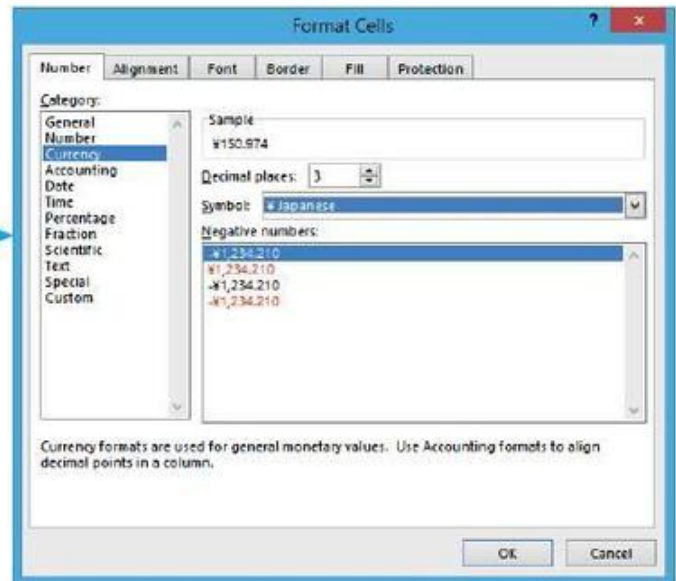 Format Cells
?
×
Number Alignment Font Border Fill Protection
Category:
General
Number
Currency
Accounting
Date
Time
Percentage
Fraction
Scientific
Text
Special
Custom
Sample
¥150.974
Decimal places: 3
Symbol: ¥ Japanese
Negative numbers:
-¥1,234.210
¥1,234.210
-¥1,234.210
-¥1,234.210
Currency formats are used for general monetary values. Use Accounting formats to align
decimal points in a column.
OK Cancel